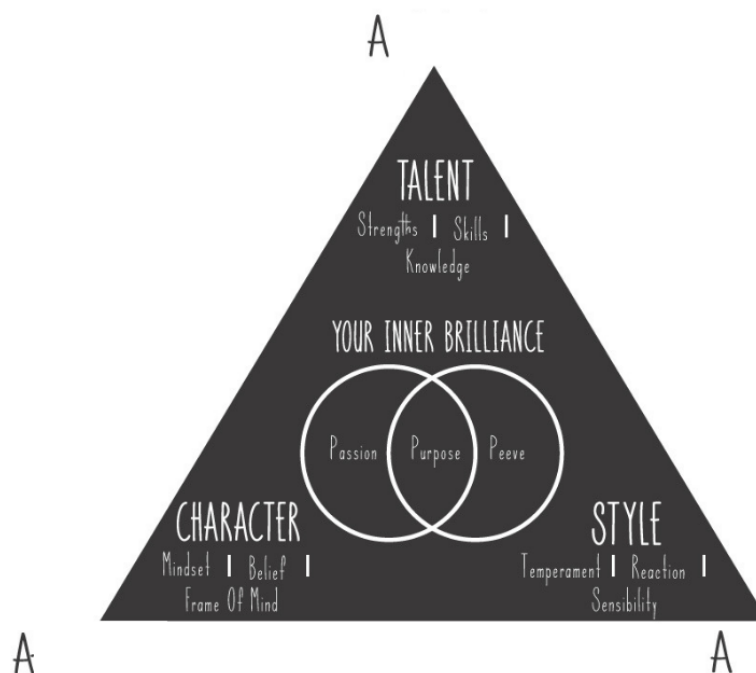 A
TALENT
Strengths | Skills |
Knowledge
YOUR INNER BRILLIANCE
Passion Purpose Peeve
CHARACTER
Mindset | Belief |
Frame Of Mind
STYLE
Temperament | Reaction |
Sensibility
A
A